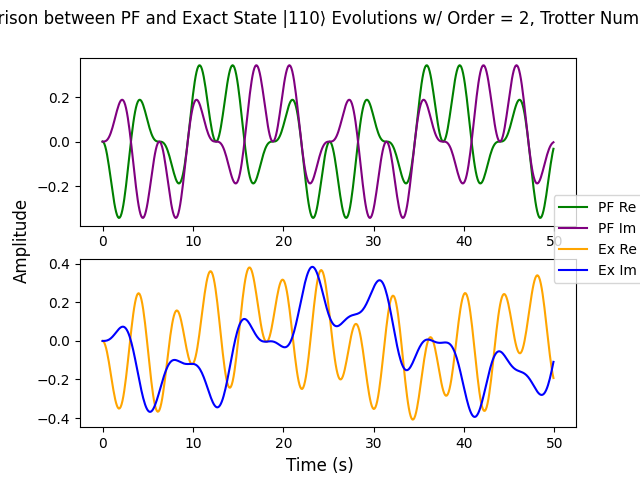 rison between PF and Exact State |110⟩ Evolutions w/ Order = 2, Trotter Num
0.2
0.0
−0.2
0 10 20 30 40 50
PF Re
PF Im
Ex Re
Ex Im
Amplitude
0.4
0.2
0.0
−0.2
−0.4
0 10 20 30 40 50
Time (s)